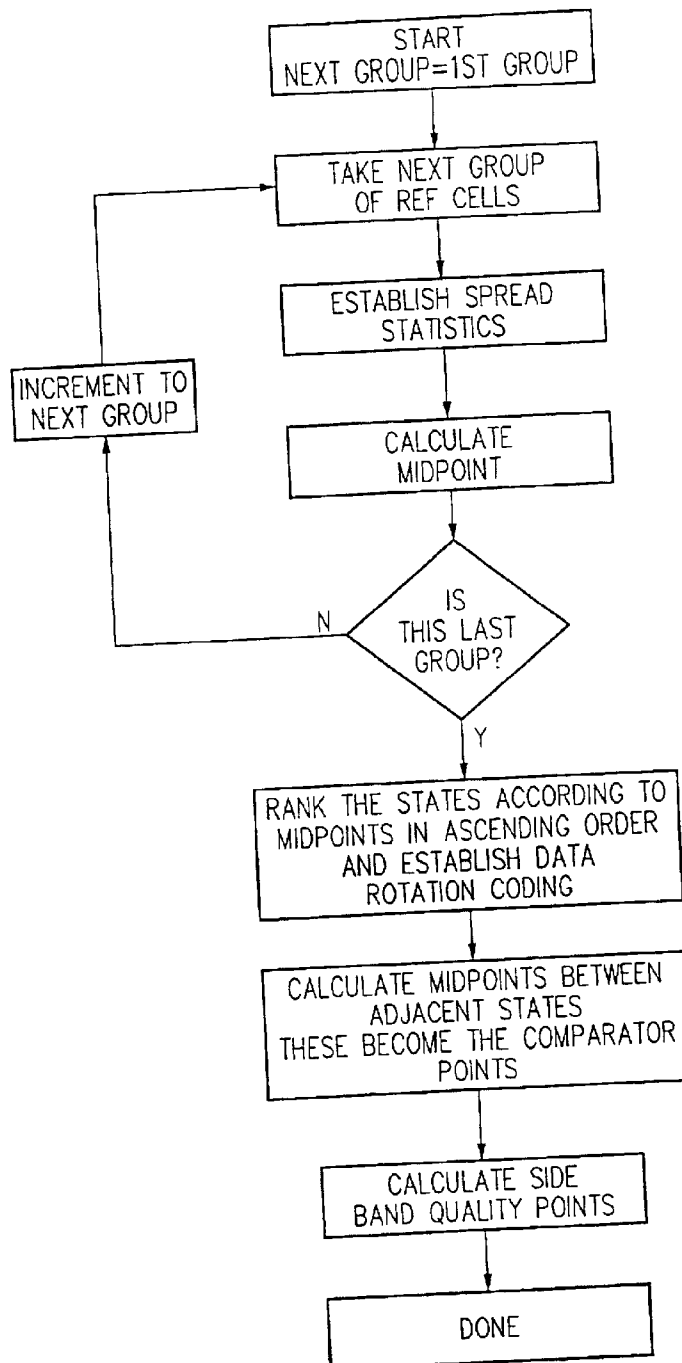 START
NEXT GROUP=1ST GROUP
TAKE NEXT GROUP
OF REF CELLS
ESTABLISH SPREAD
STATISTICS
INCREMENT TO
NEXT GROUP
CALCULATE
MIDPOINT
IS
THIS LAST
GROUP?
N
Y
RANK THE STATES ACCORDING TO
MIDPOINTS IN ASCENDING ORDER
AND ESTABLISH DATA
ROTATION CODING
CALCULATE MIDPOINTS BETWEEN
ADJACENT STATES
THESE BECOME THE COMPARATOR
POINTS
CALCULATE SIDE
BAND QUALITY POINTS
DONE